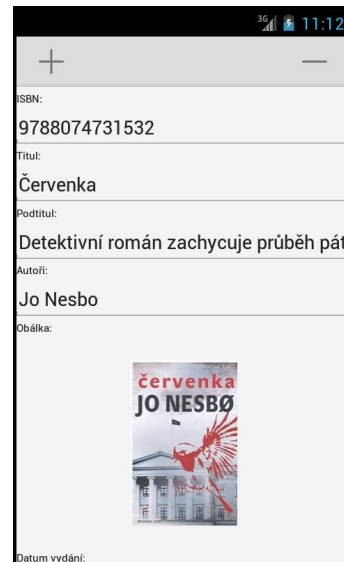 3G 11:12
ISBN:
9788074731532
Titul:
Červenka
Podtitul:
Detektivní román zachycuje průběh pát
Autoři:
Jo Nesbo
Obálka:
červenka
JO NESBØ
Datum vydání: